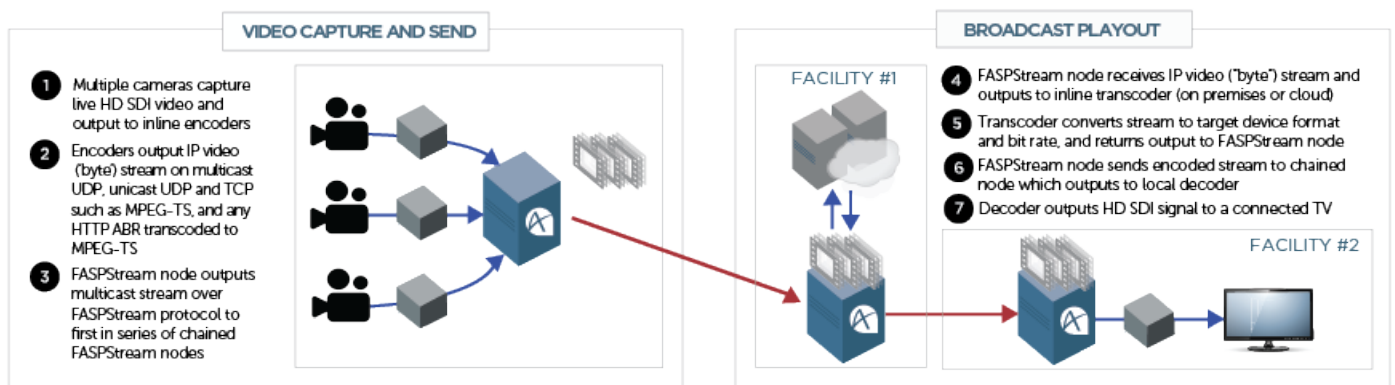 VIDEO CAPTURE AND SEND
1 Multiple cameras capture
live HD SDI video and
output to inline encoders
2 Encoders output IP video
('byte') stream on multicast
UDP, unicast UDP and TCP
such as MPEG-TS, and any
HTTP ABR transcoded to
MPEG-TS
3 FASPStream node outputs
multicast stream over
FASPStream protocol to
first in series of chained
FASPStream nodes
BROADCAST PLAYOUT
FACILITY #1
4 FASPStream node receives IP video ("byte") stream and
outputs to inline transcoder (on premises or cloud)
5 Transcoder converts stream to target device format
and bit rate, and returns output to FASPStream node
6 FASPStream node sends encoded stream to chained
node which outputs to local decoder
7 Decoder outputs HD SDI signal to a connected TV
FACILITY #2